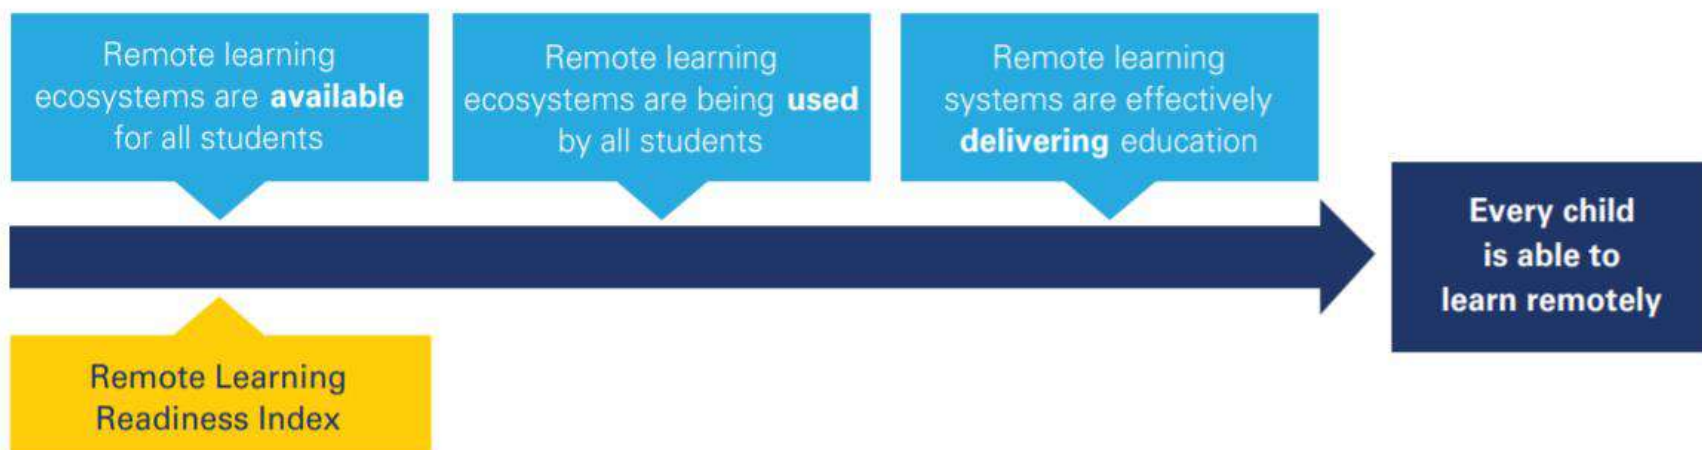 Remote learning
ecosystems are available
for all students
Remote learning
ecosystems are being used
by all students
Remote learning
systems are effectively
delivering education
Every child
is able to
learn remotely
Remote Learning
Readiness Index